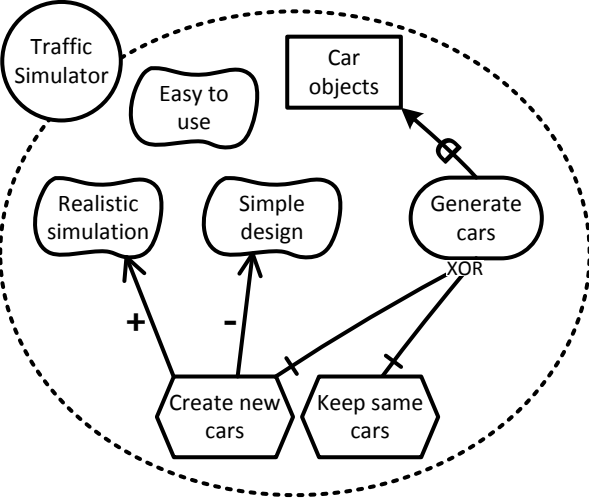 Traffic
Simulator
Car
objects
Easy to
use
Realistic
simulation
Simple
design
Generate
cars
XOR
+
-
Create new
cars
Keep same
cars